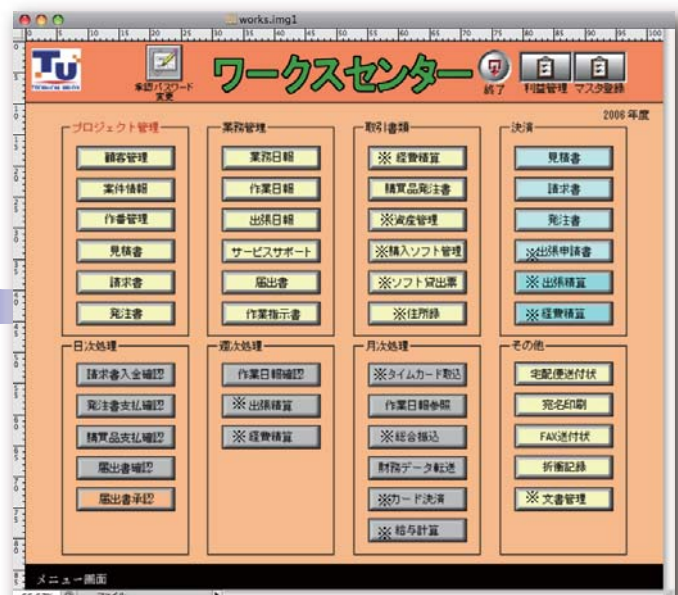 works.img1
TU
承認パスワード
変更
ワークスセンター
終了
利益管理
マスタ登録
2006 年度
プロジェクト管理
顧客管理
案件情報
作番管理
見積書
請求書
発注書
業務管理
業務日報
作業日報
出張日報
サービスサポート
届出書
作業指示書
取引書類
※ 経費積算
購買品発注書
※資産管理
※購入ソフト管理
※ソフト貸出票
※住所録
決済
見積書
請求書
発注書
※出張申請書
※ 出張積算
※ 経費積算
日次処理
請求書入金確認
発注書支払確認
購買品支払確認
届出書確認
届出書承認
週次処理
作業日報確認
※ 出張積算
※ 経費積算
月次処理
※タイムカード取込
作業日報参照
※総合振込
財務データ転送
※カード決済
※ 給与計算
その他
宅配便送付状
宛名印刷
FAX送付状
折衝記録
※ 文書管理
メニュー画面